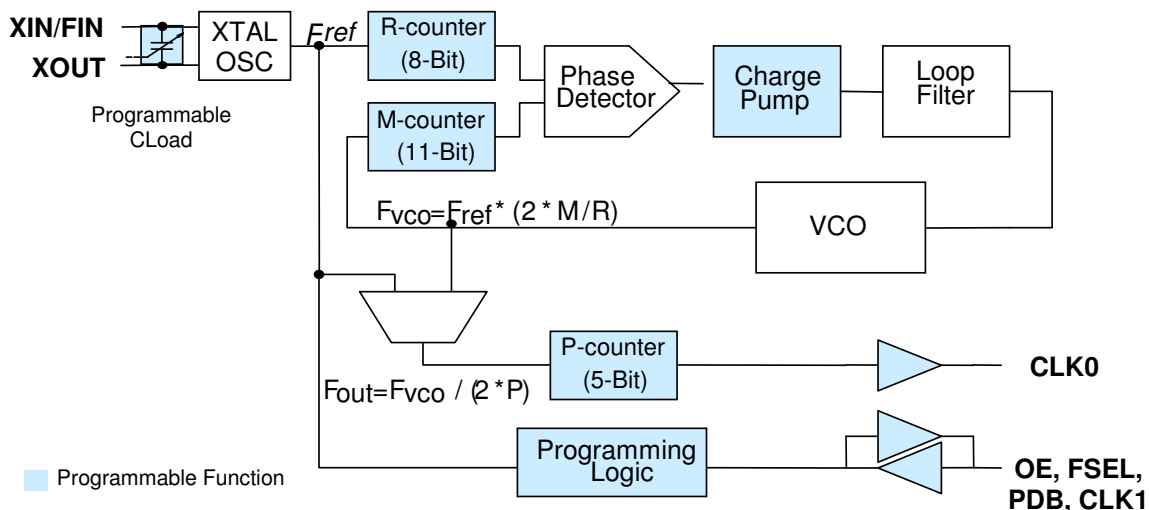 XIN/FIN
XOUT
Programmable
CLoad
XTAL
OSC
Fref
R-counter
(8-Bit)
M-counter
(11-Bit)
Phase
Detector
Charge
Pump
Loop
Filter
Fvco=Fref * (2 * M/R)
VCO
P-counter
(5-Bit)
CLK0
Fout=Fvco / (2 * P)
Programming
Logic
OE, FSEL,
PDB, CLK1
Programmable Function